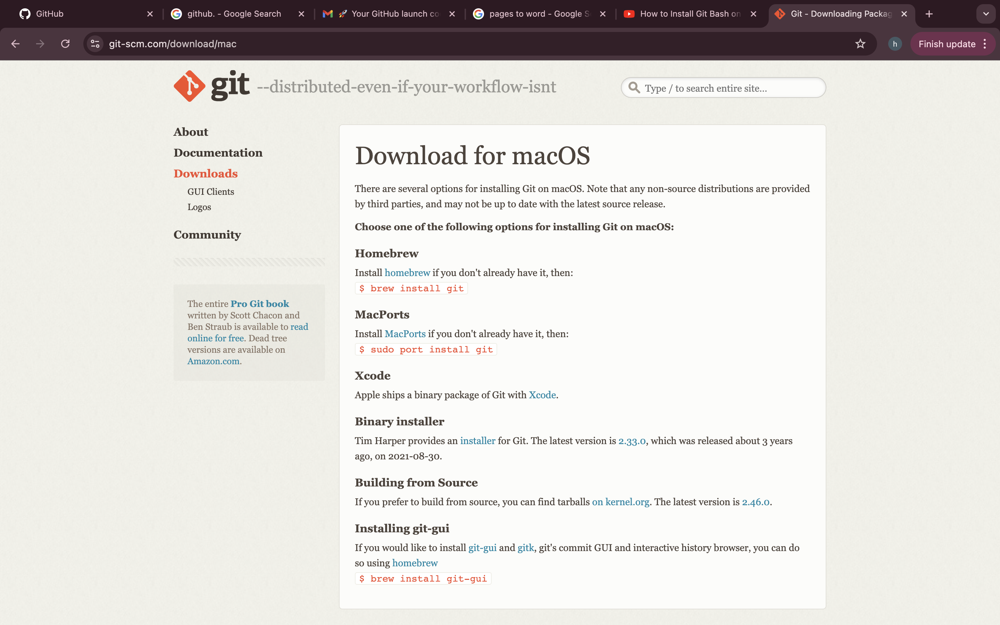 GitHub
github. - Google Search
🚀 Your GitHub launch co
pages to word - Google S
How to Install Git Bash on
Git - Downloading Packag
git-scm.com/download/mac
h
Finish update
git --distributed-even-if-your-workflow-isnt
Type / to search entire site...
About
Documentation
Downloads
GUI Clients
Logos
Community
The entire Pro Git book
written by Scott Chacon and
Ben Straub is available to read
online for free. Dead tree
versions are available on
Amazon.com.
Download for macOS
There are several options for installing Git on macOS. Note that any non-source distributions are provided
by third parties, and may not be up to date with the latest source release.
Choose one of the following options for installing Git on macOS:
Homebrew
Install homebrew if you don't already have it, then:
$ brew install git
MacPorts
Install MacPorts if you don't already have it, then:
$ sudo port install git
Xcode
Apple ships a binary package of Git with Xcode.
Binary installer
Tim Harper provides an installer for Git. The latest version is 2.33.0, which was released about 3 years
ago, on 2021-08-30.
Building from Source
If you prefer to build from source, you can find tarballs on kernel.org. The latest version is 2.46.0.
Installing git-gui
If you would like to install git-gui and gitk, git's commit GUI and interactive history browser, you can do
so using homebrew
$ brew install git-gui